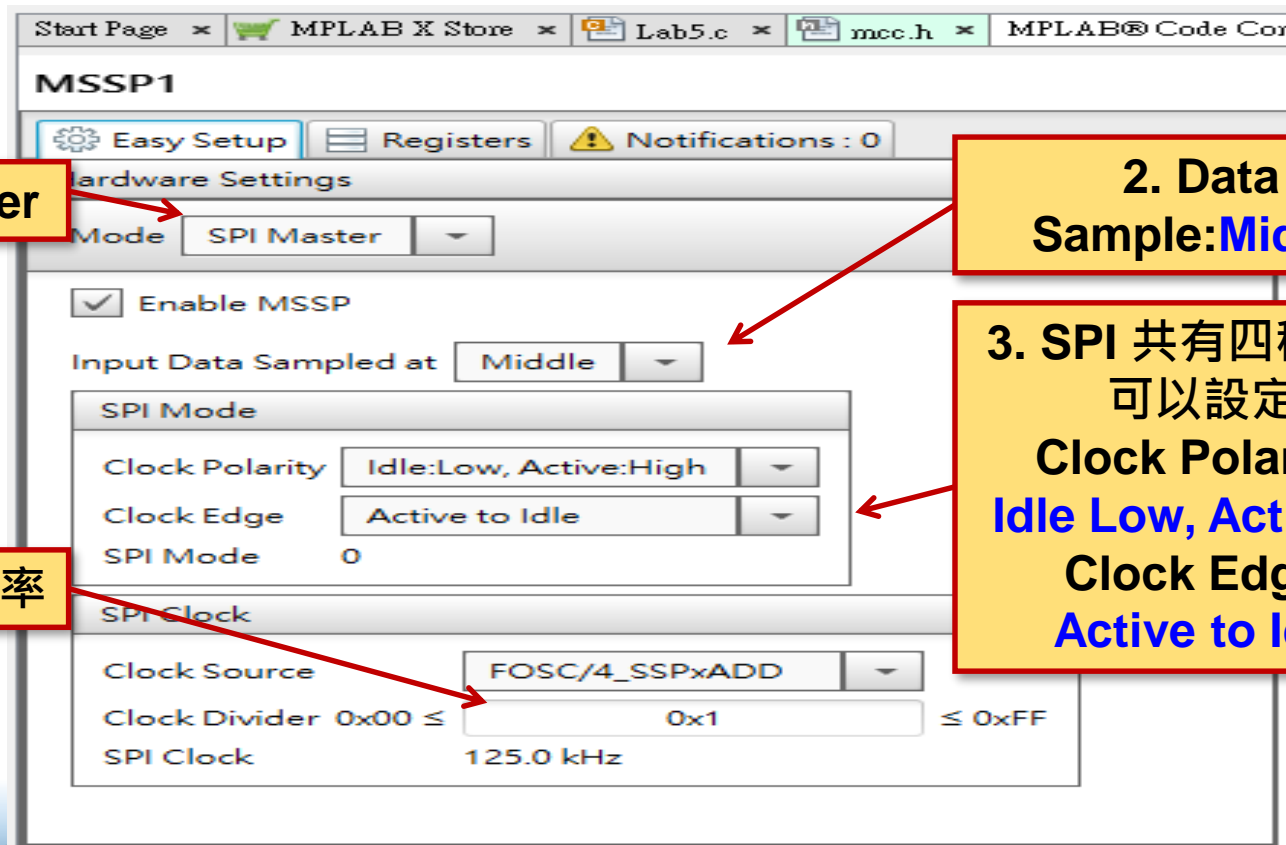 Start Page MPLAB X Store Lab5.c mcc.h MPLAB® Code Con
MSSP1
Easy Setup Registers Notifications : 0
Hardware Settings
er
Mode SPI Master
2. Data
Sample:Mid
Enable MSSP
Input Data Sampled at Middle
3. SPI 共有四種
可以設定
Clock Polar
Idle Low, Act
Clock Edg
Active to Id
SPI Mode
Clock Polarity Idle:Low, Active:High
Clock Edge Active to Idle
SPI Mode 0
率
SPI Clock
Clock Source FOSC/4_SSPxADD
Clock Divider 0x00 ≤ 0x1 ≤ 0xFF
SPI Clock 125.0 kHz